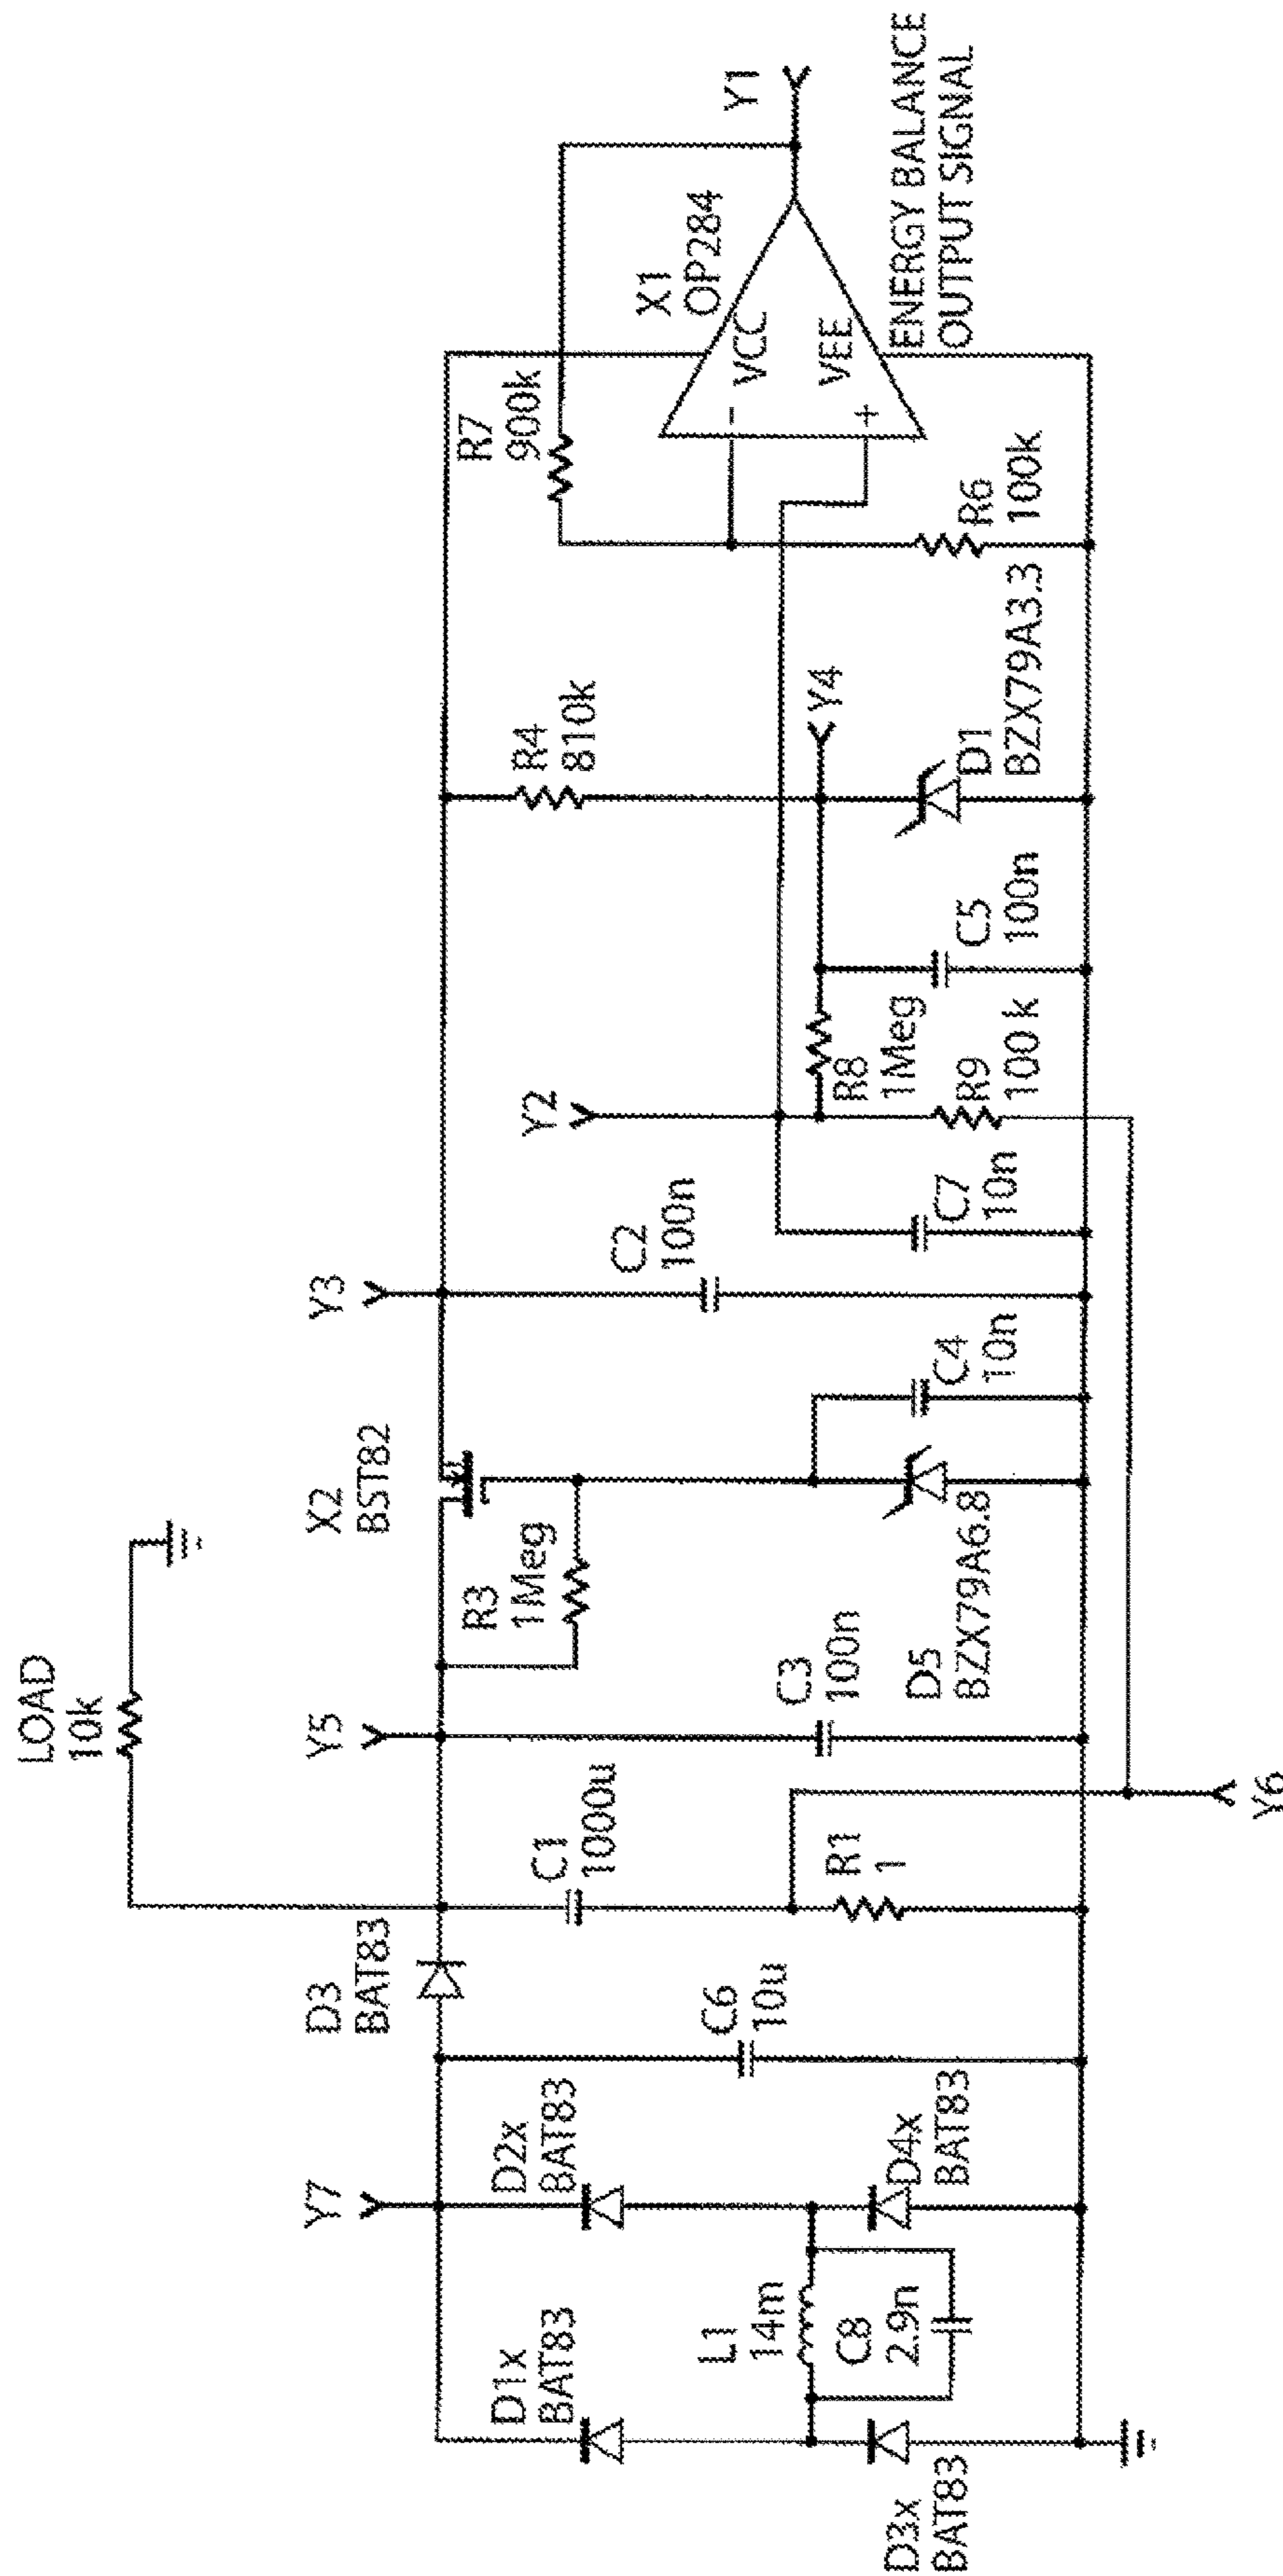 LOAD
10k
Y7
D3
BAT83
Y5
X2
BST82
Y3
D1x
BAT83
D2x
BAT83
C1
1000u
R3
1Meg
Y2
R4
810k
R7
900k
L1
14m
C6
10u
C2
100n
X1
OP284
Y1
VCC
-
VEE
+
C8
2.9n
R1
1
C3
100n
R8
1Meg
Y4
D3x
BAT83
D4x
BAT83
D5
BZX79A6.8
C4
10n
C7
10n
R9
100 k
C5
100n
D1
BZX79A3.3
R6
100k
ENERGY BALANCE
OUTPUT SIGNAL
Y6